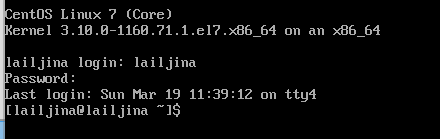 CentOS Linux 7 (Core)
Kernel 3.10.0-1160.71.1.el7.x86_64 on an x86_64
lailjina login: lailjina
Password:
Last login: Sun Mar 19 11:39:12 on tty4
[lailjina@lailjina ~]$